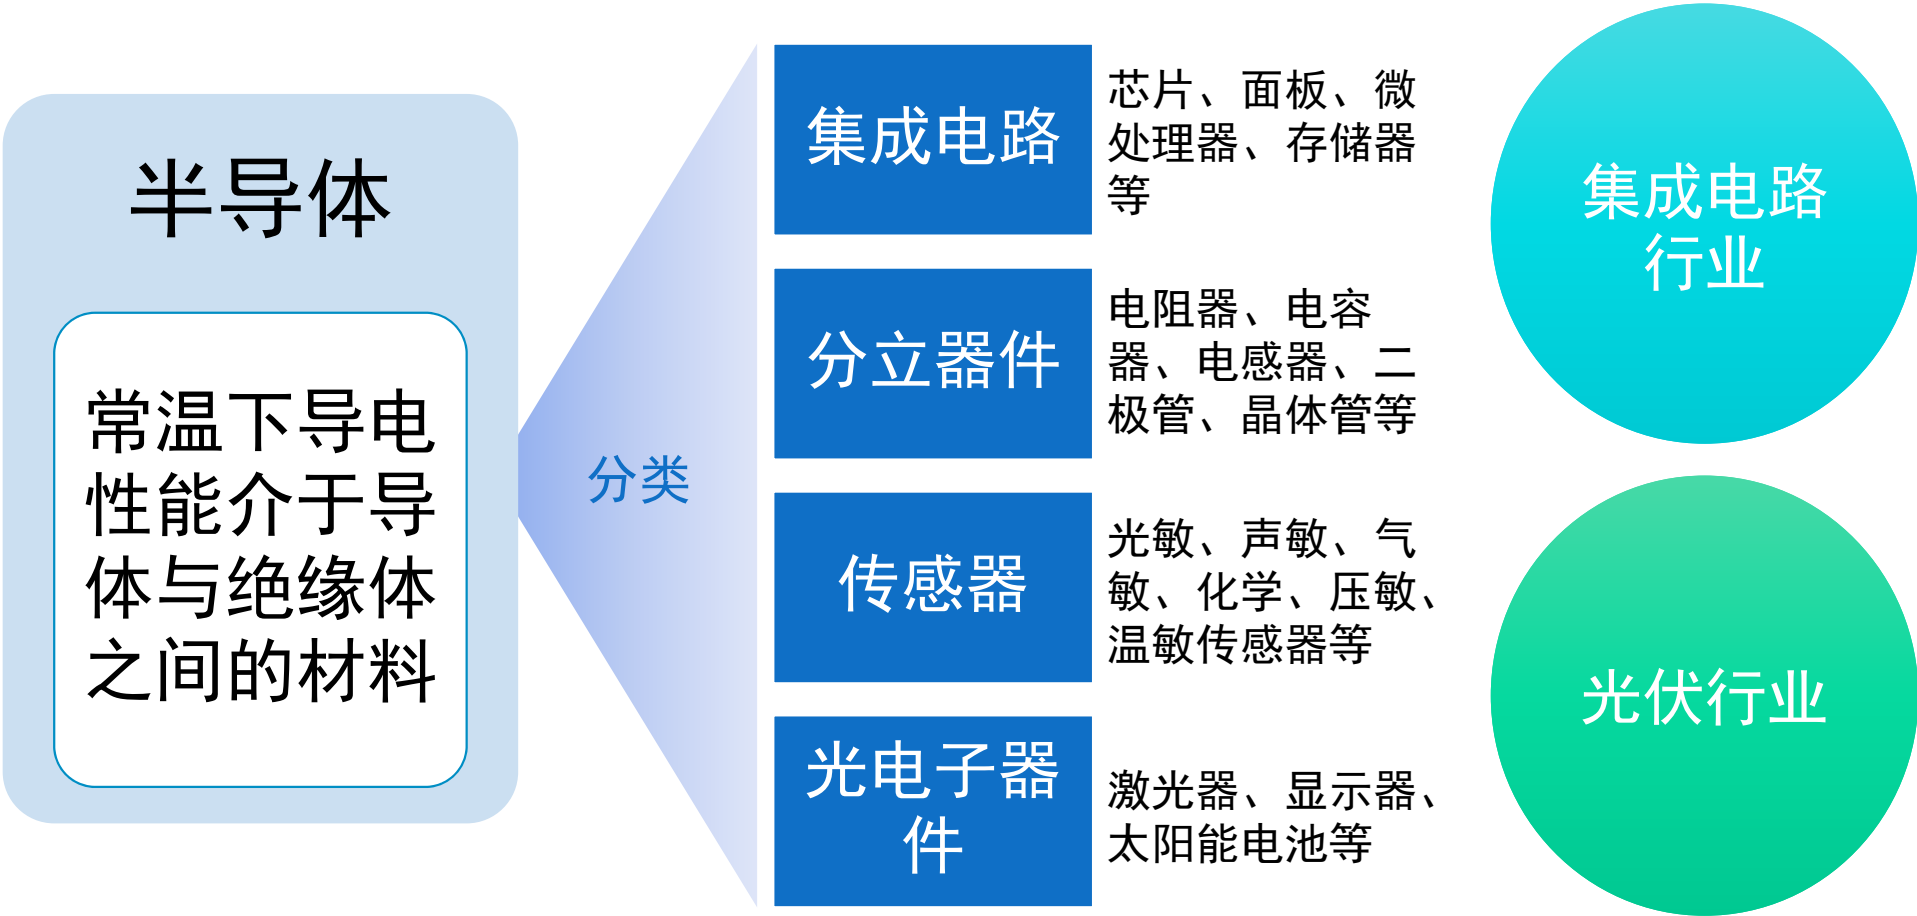 半导体
常温下导电
性能介于导
体与绝缘体
之间的材料
分类
集成电路
芯片、面板、微
处理器、存储器
等
分立器件
电阻器、电容
器、电感器、二
极管、晶体管等
传感器
光敏、声敏、气
敏、化学、压敏、
温敏传感器等
光电子器
件
激光器、显示器、
太阳能电池等
集成电路
行业
光伏行业